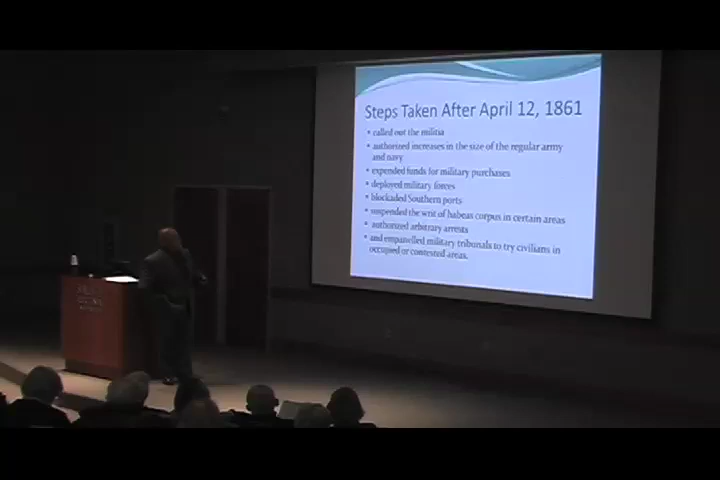 Steps Taken After April 12, 1861
• called out the militia
• authorized increases in the size of the regular army
and navy
• expended funds for military purchases
• deployed military forces
• blockaded Southern ports
• suspended the writ of habeas corpus in certain areas
• authorized arbitrary arrests
• and empanelled military tribunals to try civilians in
occupied or contested areas.